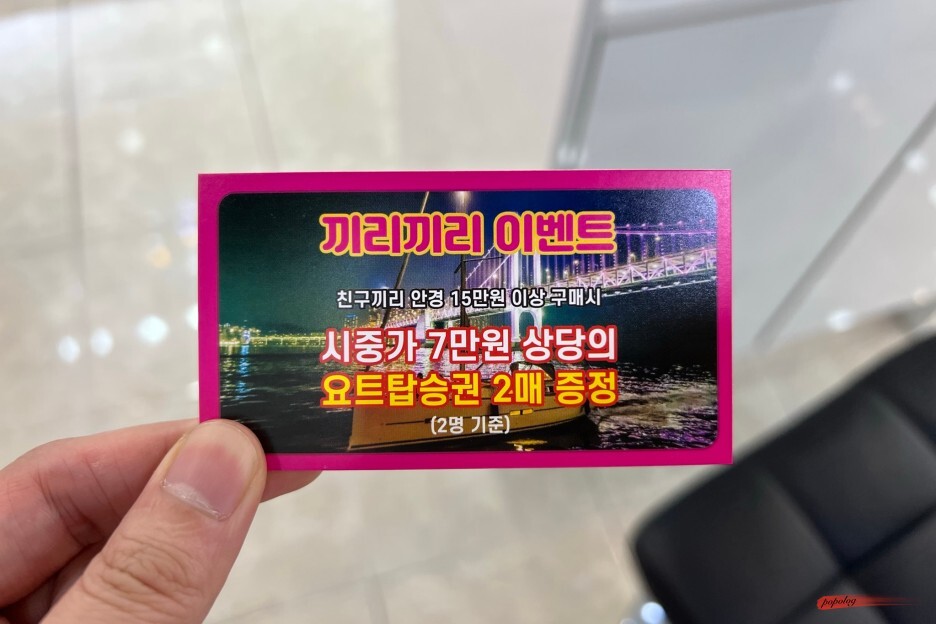 끼리끼리 이벤트
친구끼리 안경 15만원 이상 구매시
시중가 7만원 상당의
요트탑승권 2매 증정
(2명 기준)
popolog